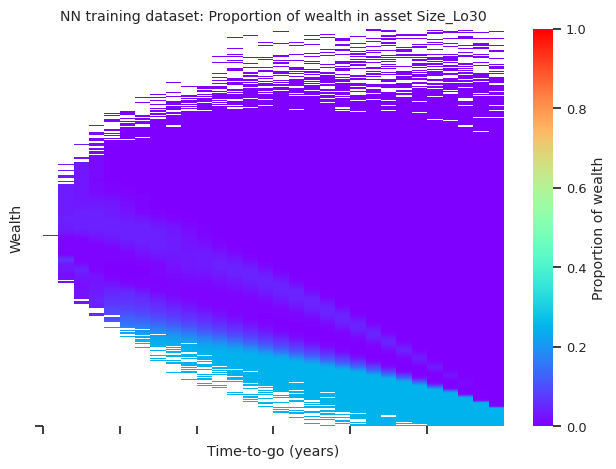 NN training dataset: Proportion of wealth in asset Size_Lo30
Wealth
Time-to-go (years)
1.0
0.8
0.6
0.4
0.2
0.0
Proportion of wealth